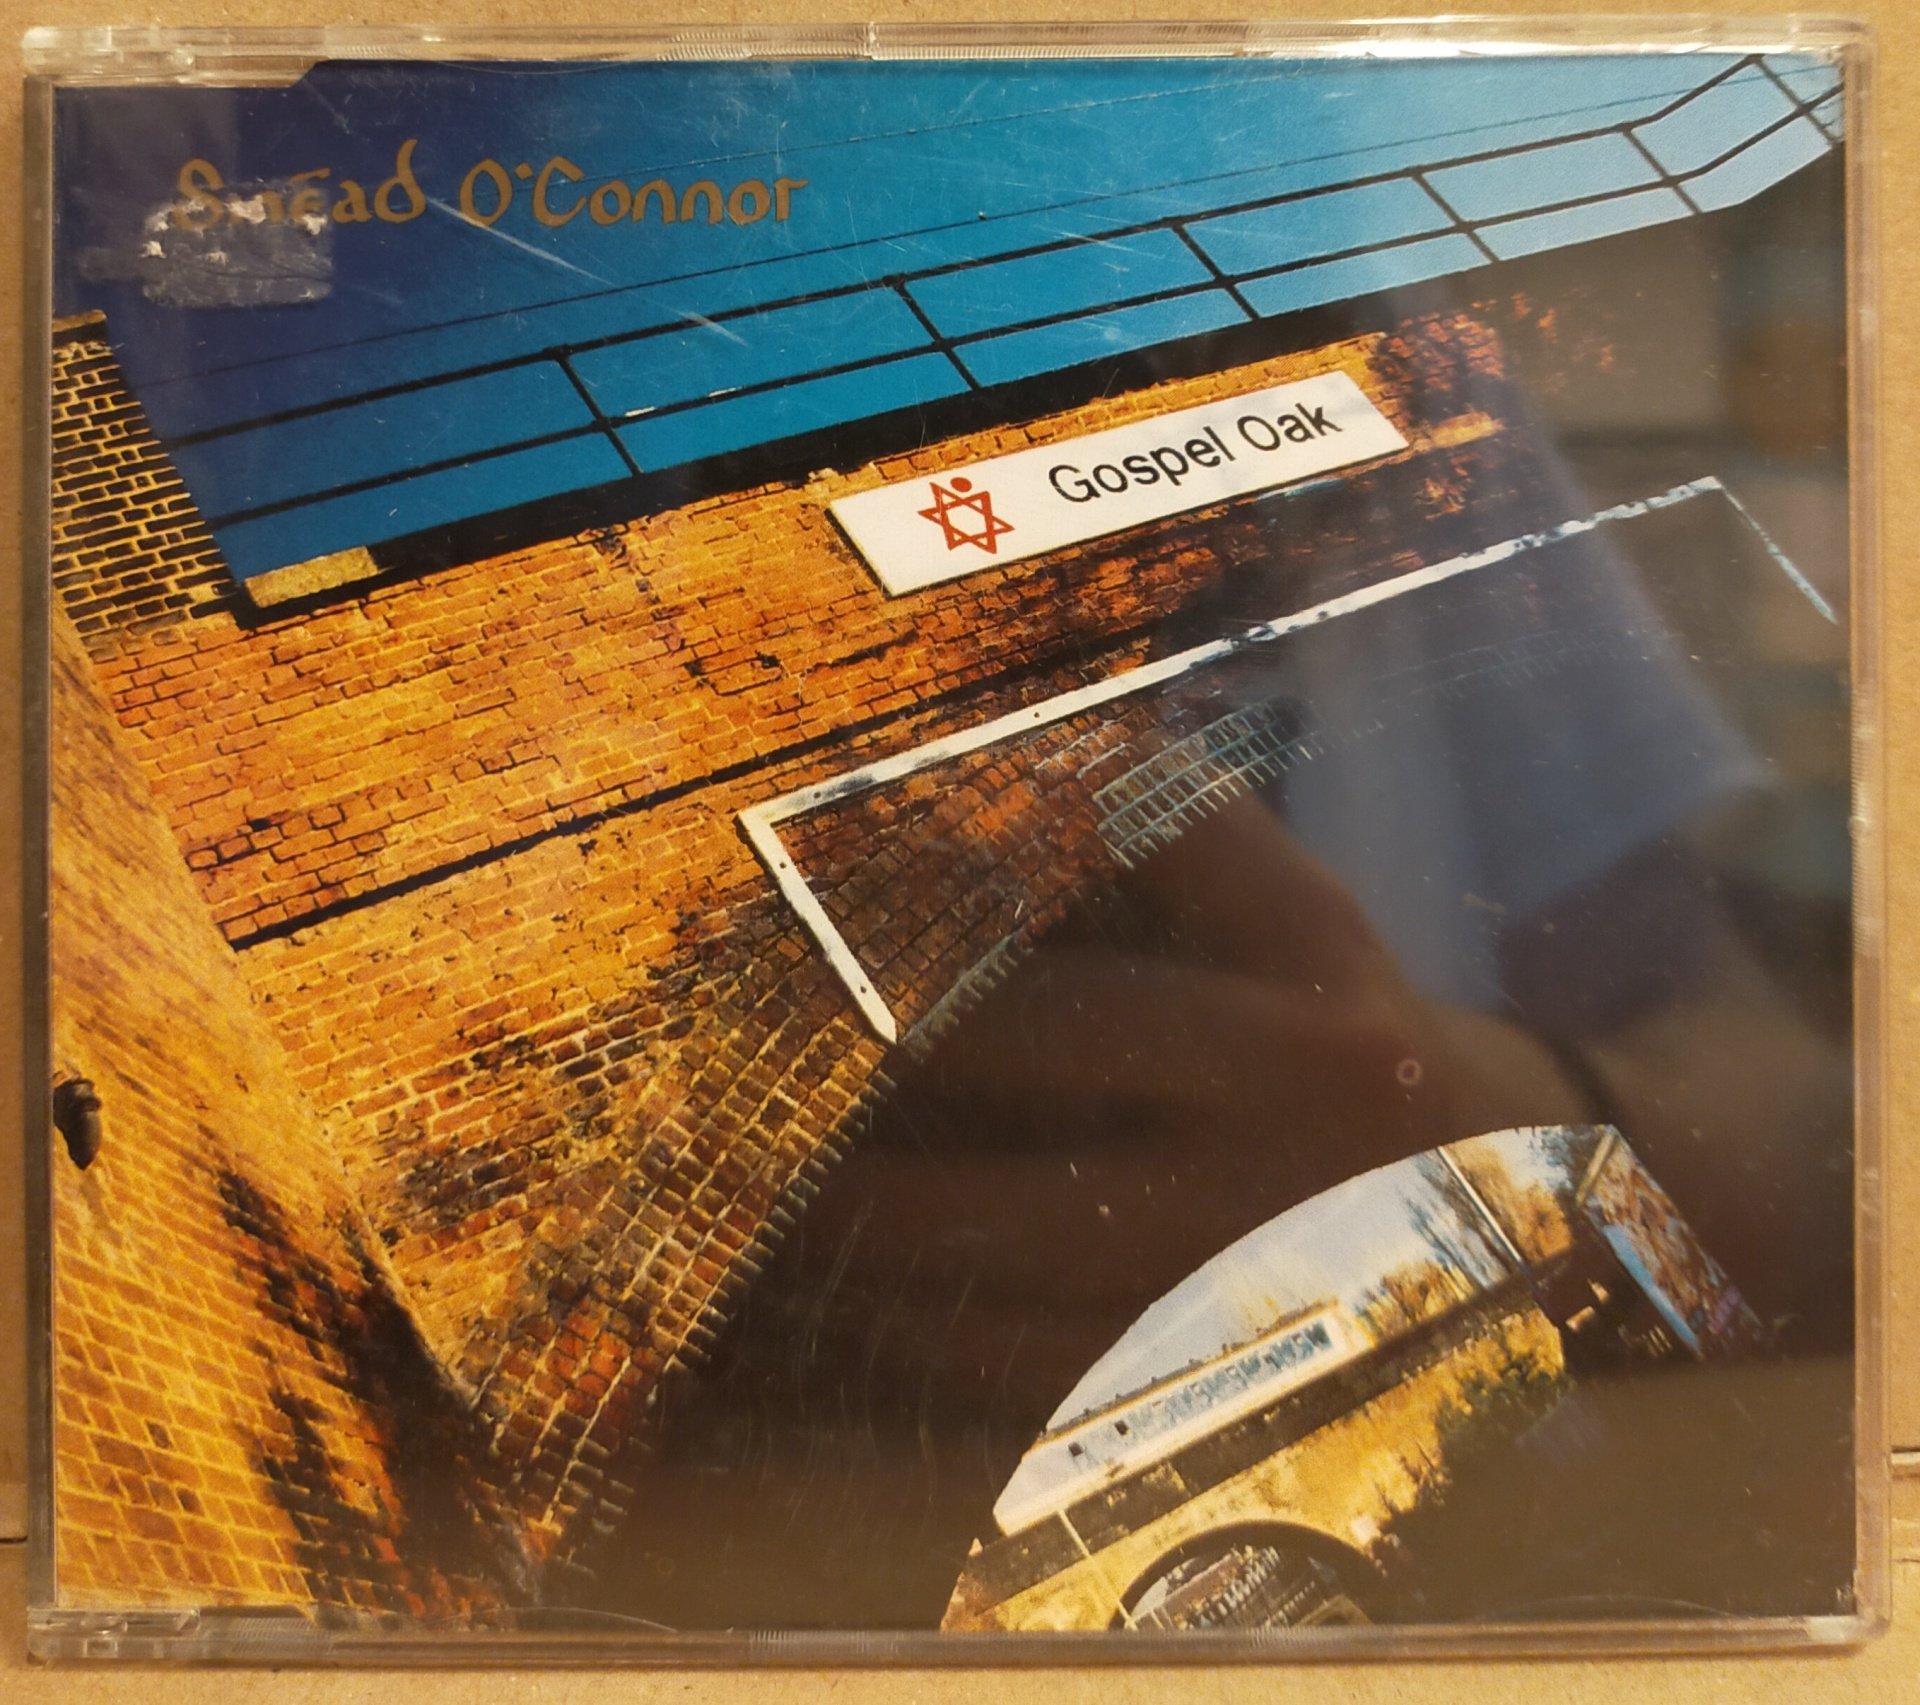 Sinéad O'Connor
Gospel Oak